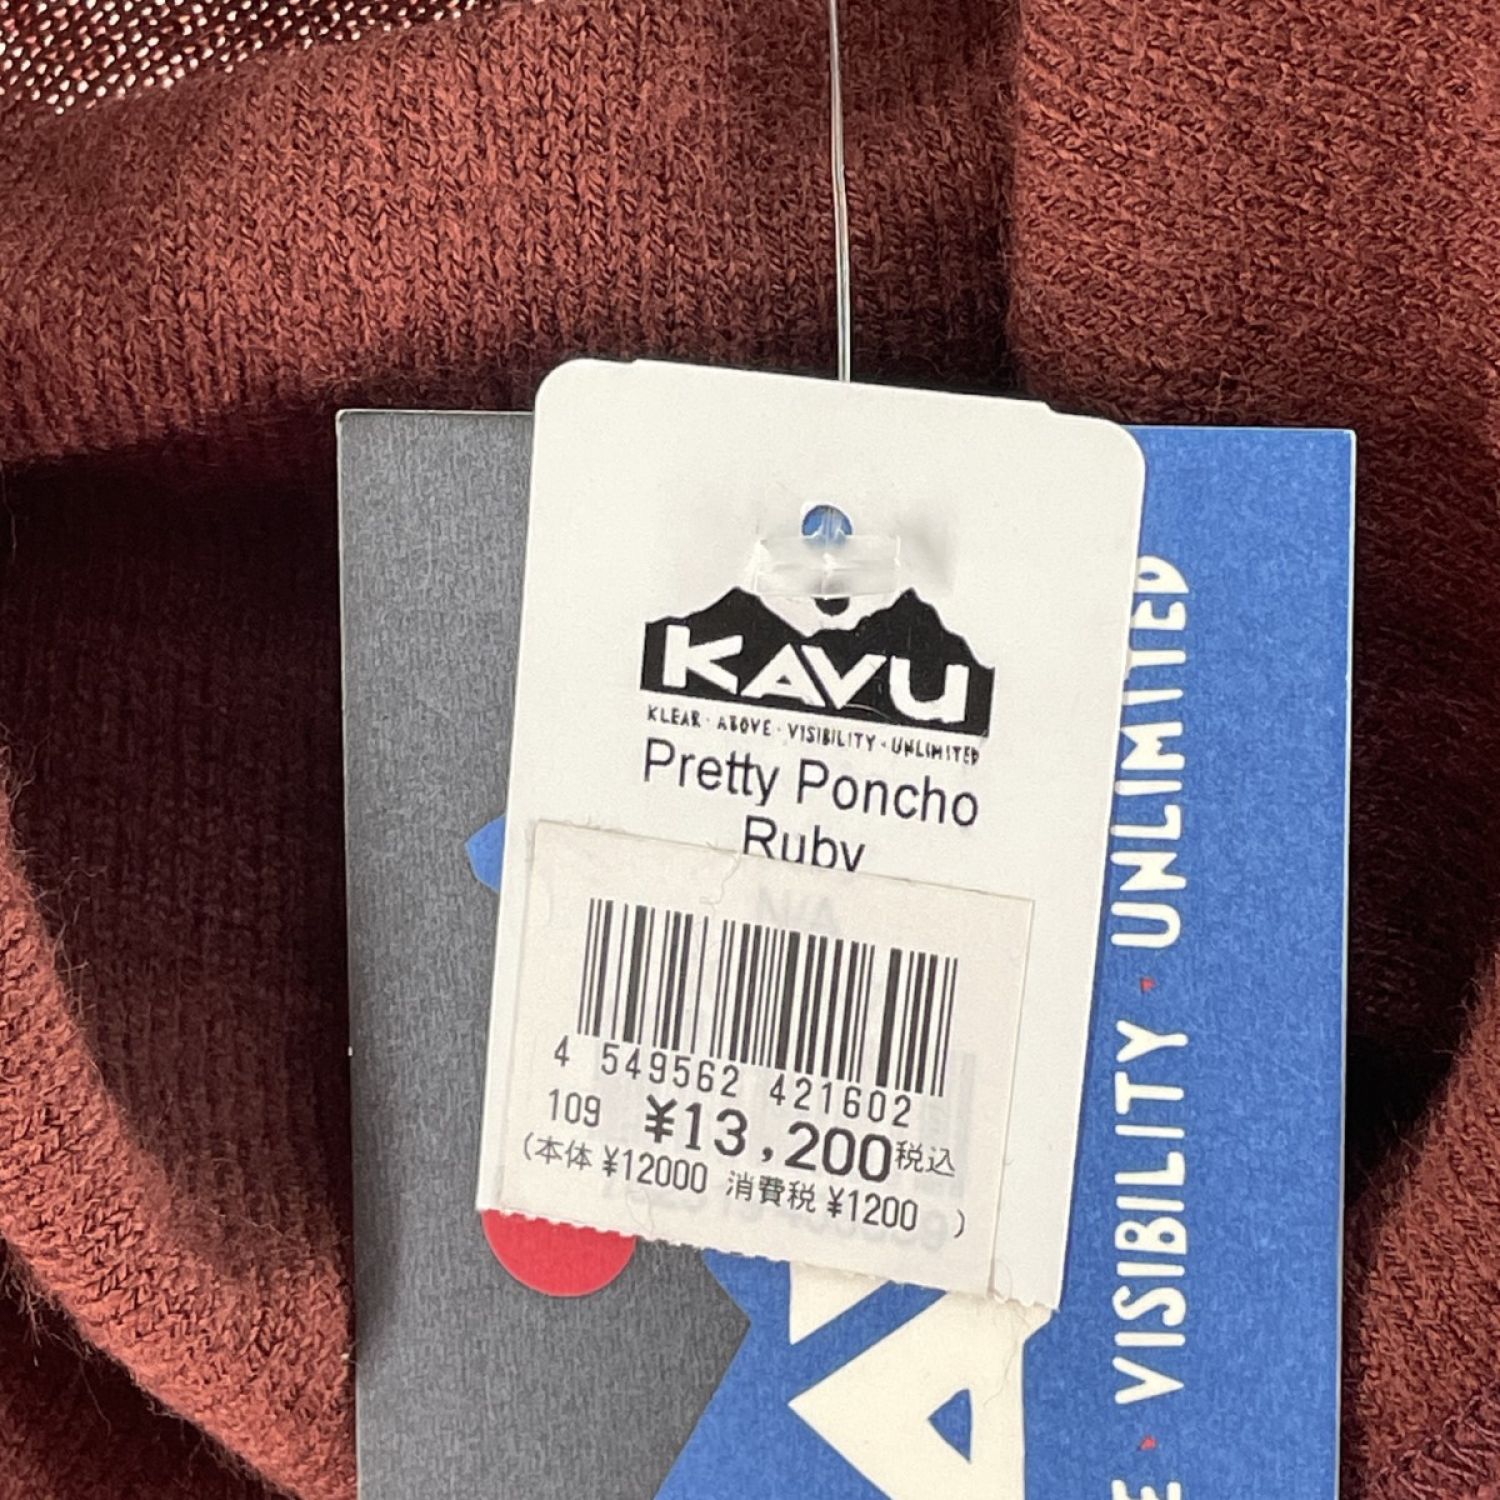 KAVU
KLEAR · ABOVE · VISIBILITY · UNLIMITED
Pretty Poncho
Ruby
N/A
4 549562 421602
109 ¥13,200税込
(本体 ¥12000 消費税 ¥1200 )
VISIBILITY · UNLIMITED